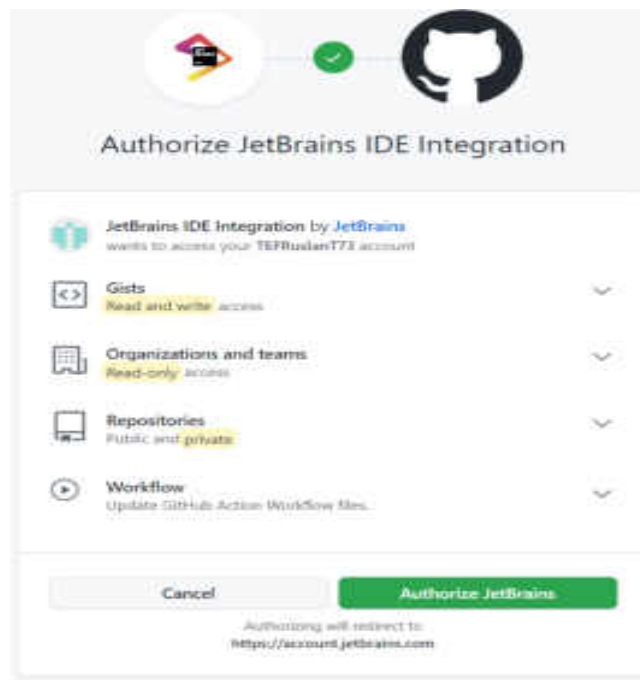 Authorize JetBrains IDE Integration
JetBrains IDE Integration by JetBrains
wants to access your TEFRuslanT73 account
Gists
Read and write access
Organizations and teams
Read-only access
Repositories
Public and private
Workflow
Update GitHub Action Workflow files.
Cancel
Authorize JetBrains
Authorizing will redirect to
https://account.jetbrains.com